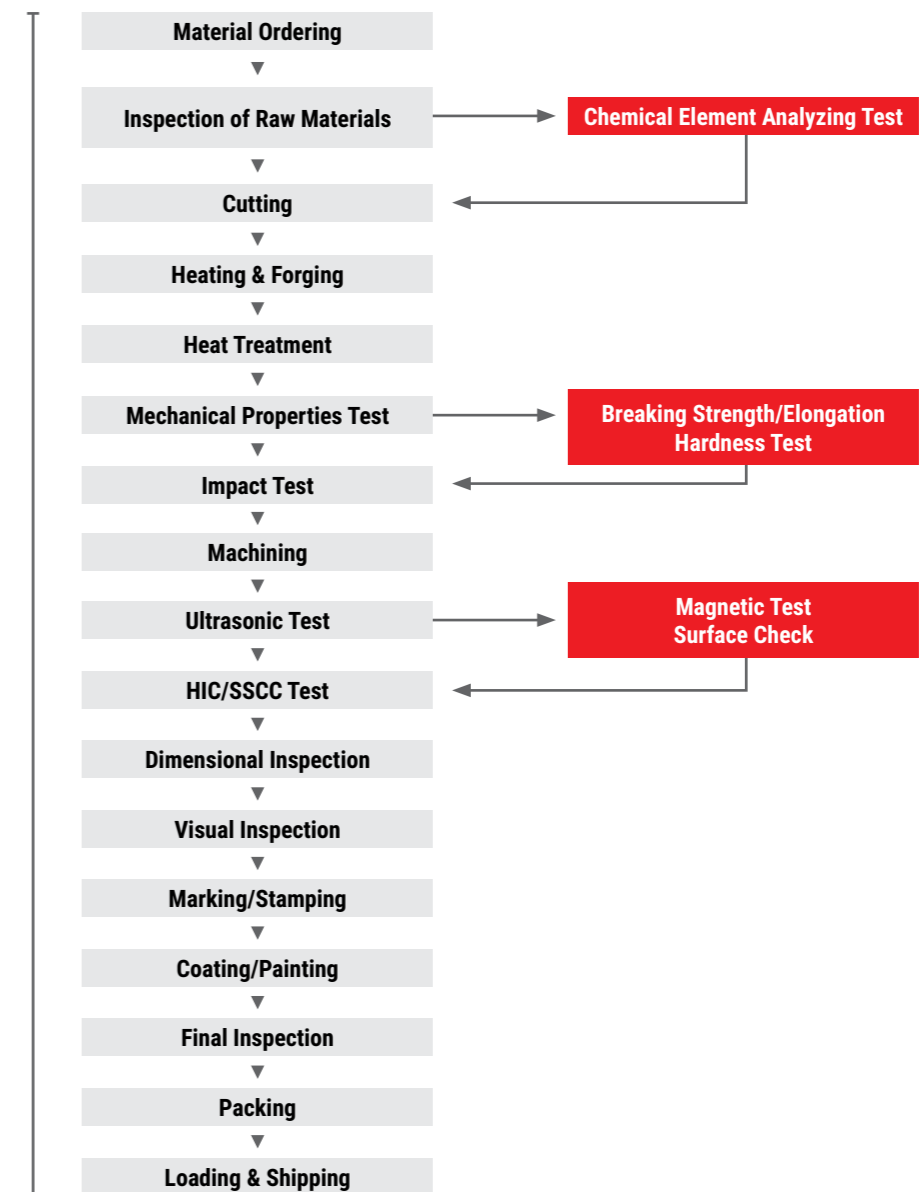 Material Ordering
Inspection of Raw Materials
Chemical Element Analyzing Test
Cutting
Heating & Forging
Heat Treatment
Mechanical Properties Test
Breaking Strength/Elongation
Hardness Test
Impact Test
Machining
Ultrasonic Test
Magnetic Test
Surface Check
HIC/SSCC Test
Dimensional Inspection
Visual Inspection
Marking/Stamping
Coating/Painting
Final Inspection
Packing
Loading & Shipping